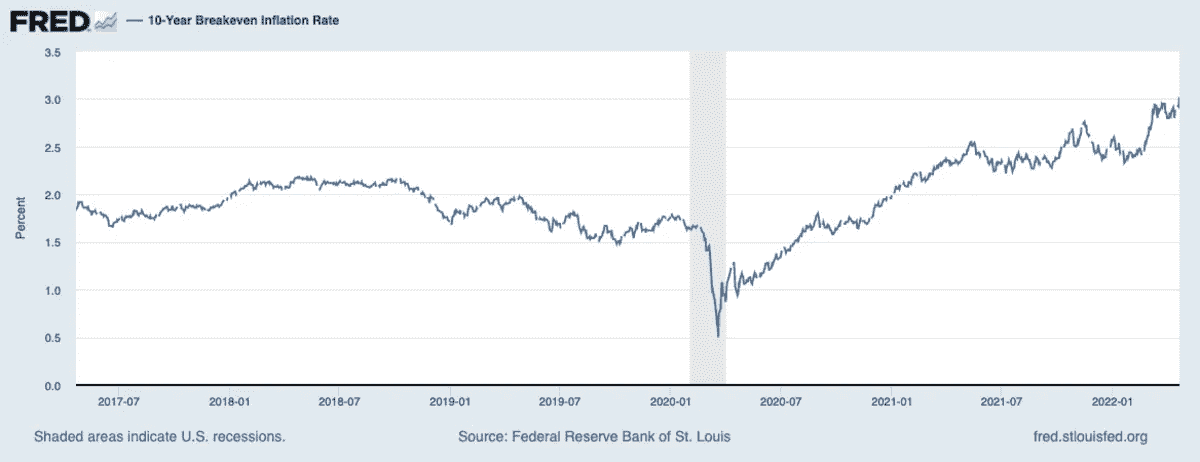 FRED
10-Year Breakeven Inflation Rate
3.5
3.0
2.5
2.0
1.5
1.0
0.5
0.0
Percent
2017-07 2018-01 2018-07 2019-01 2019-07 2020-01 2020-07 2021-01 2021-07 2022-01
Shaded areas indicate U.S. recessions. Source: Federal Reserve Bank of St. Louis fred.stlouisfed.org